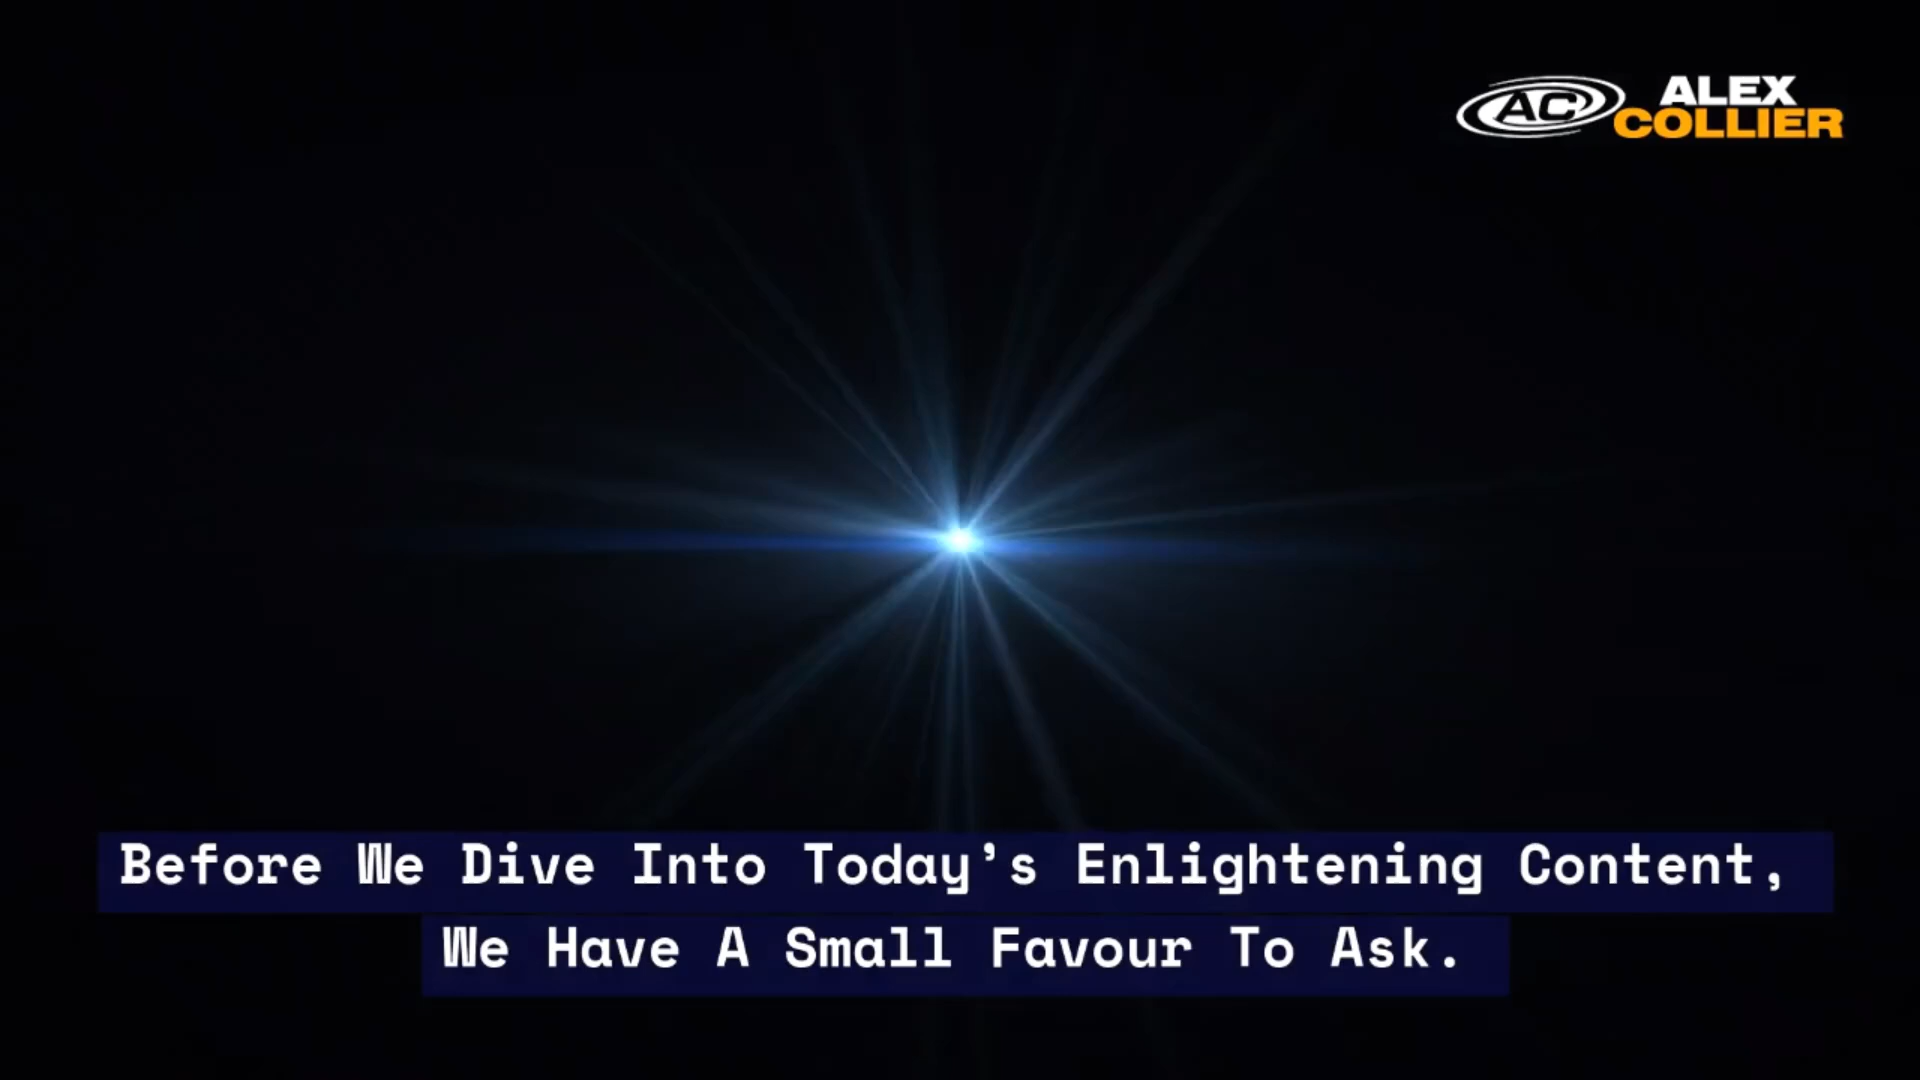 AC ALEX
COLLIER
Before We Dive Into Today's Enlightening Content,
We Have A Small Favour To Ask.